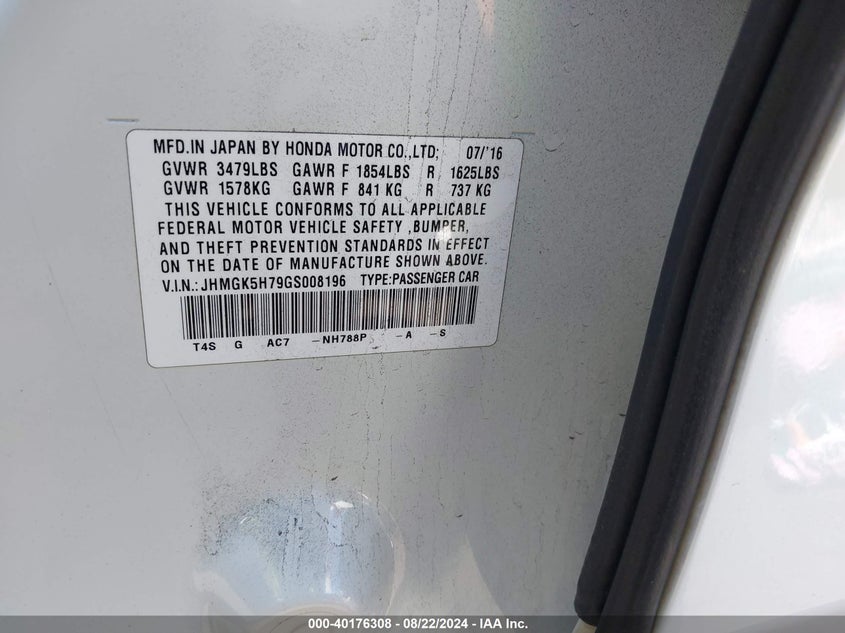 MFD.IN JAPAN BY HONDA MOTOR CO.,LTD; 07/'16
GVWR 3479LBS GAWR F 1854LBS R 1625LBS
GVWR 1578KG GAWR F 841 KG R 737 KG
THIS VEHICLE CONFORMS TO ALL APPLICABLE
FEDERAL MOTOR VEHICLE SAFETY ,BUMPER,
AND THEFT PREVENTION STANDARDS IN EFFECT
ON THE DATE OF MANUFACTURE SHOWN ABOVE.
V.I.N.: JHMGK5H79GS008196 TYPE:PASSENGER CAR
T4S G AC7 -NH788P -A -S
000-40176308 - 08/22/2024 - IAA Inc.